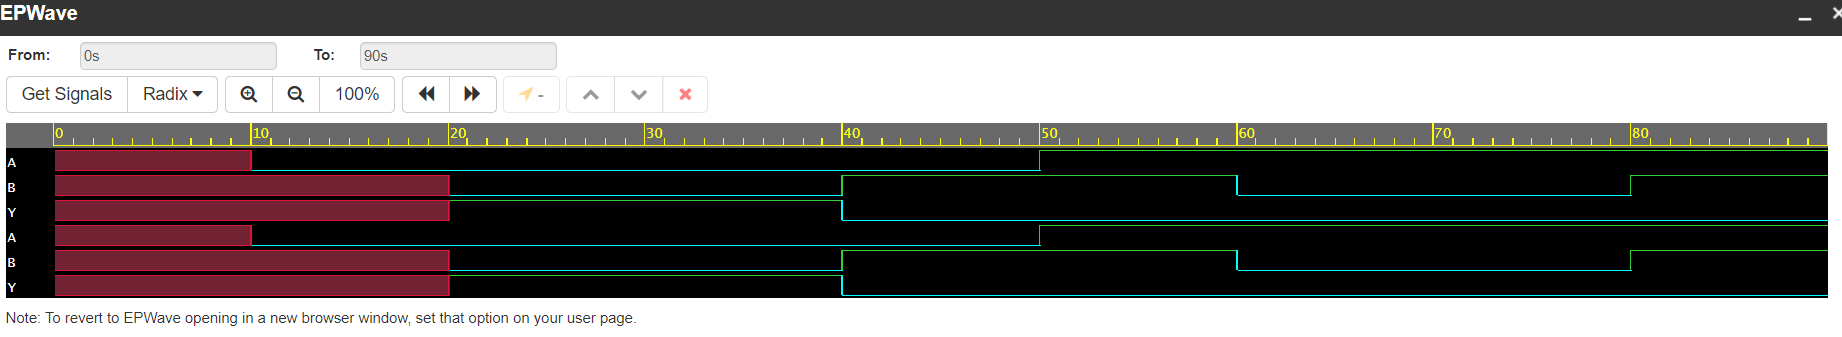 EPWave
From: 0s To: 90s
Get Signals Radix 100% -
0 10 20 30 40 50 60 70 80
A
B
Y
A
B
Y
Note: To revert to EPWave opening in a new browser window, set that option on your user page.